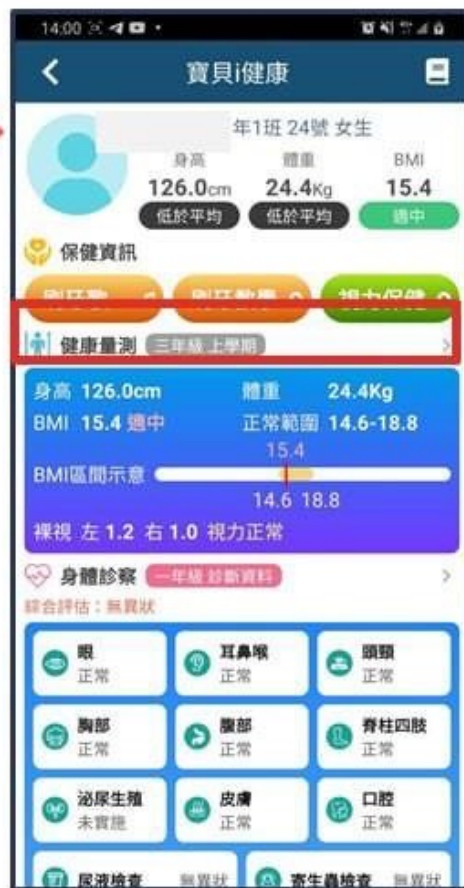 14:00
寶貝i健康
年1班 24號 女生
身高 體重 BMI
126.0cm 24.4Kg 15.4
低於平均 低於平均 適中
保健資訊
視力保健
健康量測 三年級 上學期
身高 126.0cm 體重 24.4Kg
BMI 15.4 適中 正常範圍 14.6-18.8
15.4
BMI區間示意
14.6 18.8
裸視 左 1.2 右 1.0 視力正常
身體診察 一年級 診斷資料
綜合評估：無異狀
眼 耳鼻喉 頭頸
正常 正常 正常
胸部 腹部 脊柱四肢
正常 正常 正常
泌尿生殖 皮膚 口腔
未實施 正常 正常
尿液檢查 無異狀 寄生蟲檢查 無異狀